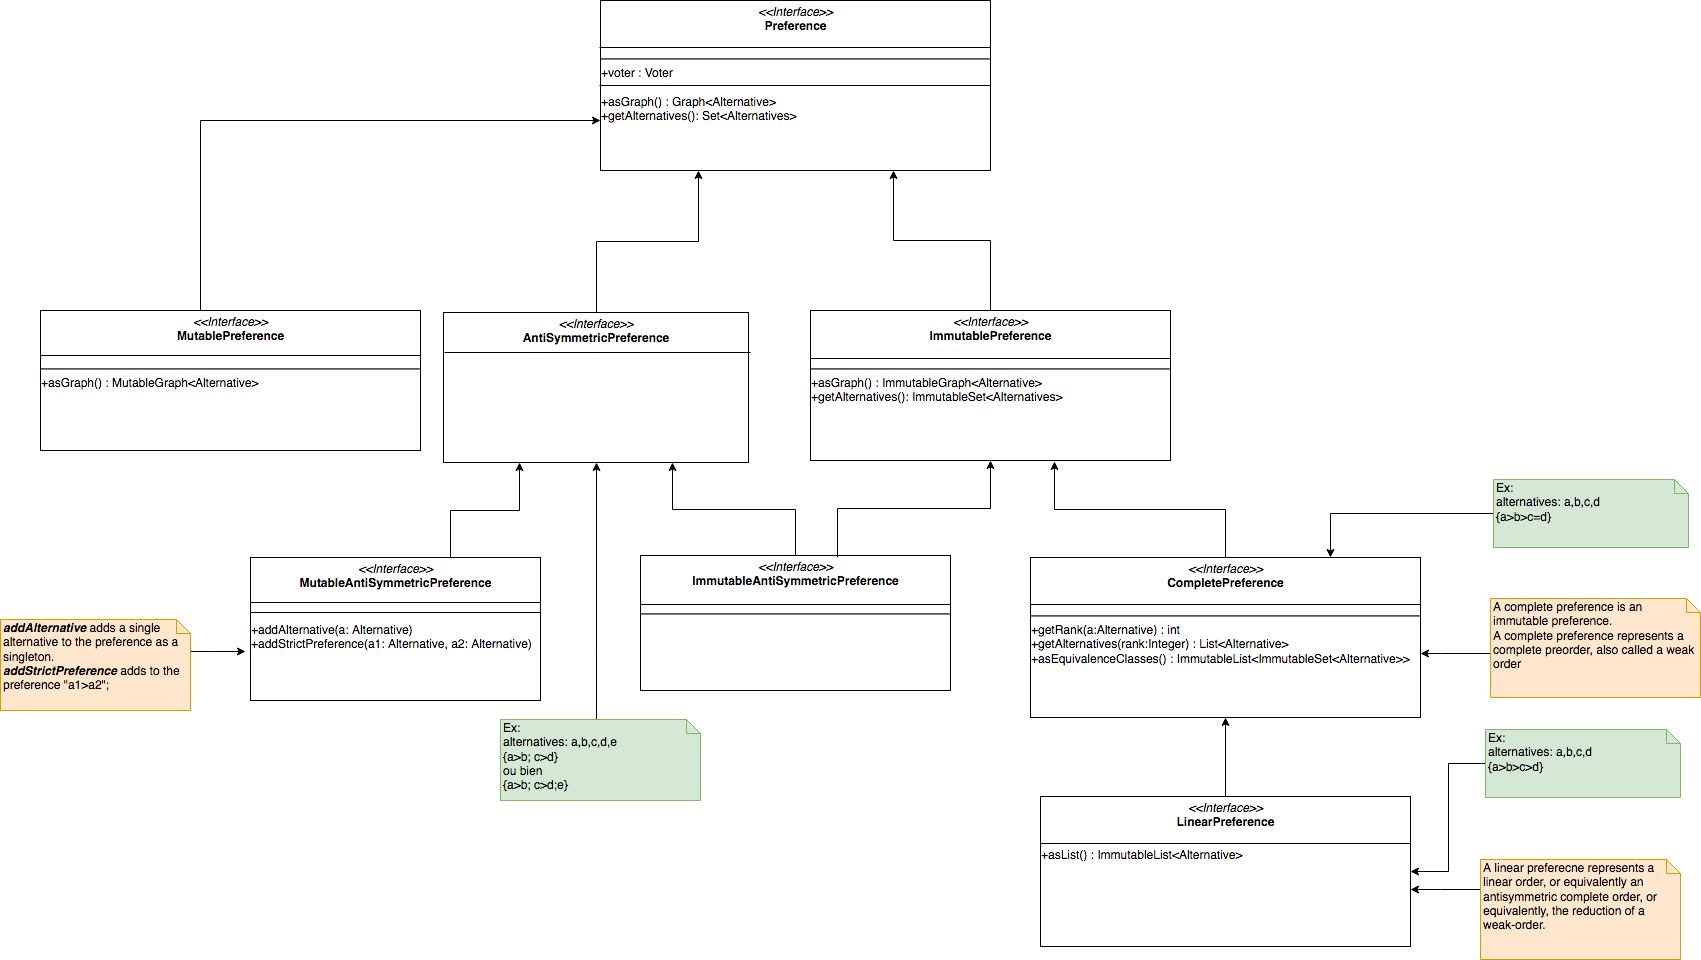 <<Interface>>
Preference
+voter : Voter
+asGraph() : Graph<Alternative>
+getAlternatives(): Set<Alternatives>
<<Interface>>
MutablePreference
+asGraph() : MutableGraph<Alternative>
<<Interface>>
AntiSymmetricPreference
<<Interface>>
ImmutablePreference
+asGraph() : ImmutableGraph<Alternative>
+getAlternatives(): ImmutableSet<Alternatives>
Ex:
alternatives: a,b,c,d
{a>b>c=d}
<<Interface>>
MutableAntiSymmetricPreference
+addAlternative(a: Alternative)
+addStrictPreference(a1: Alternative, a2: Alternative)
<<Interface>>
ImmutableAntiSymmetricPreference
<<Interface>>
CompletePreference
+getRank(a:Alternative) : int
+getAlternatives(rank:Integer) : List<Alternative>
+asEquivalenceClasses() : ImmutableList<ImmutableSet<Alternative>>
addAlternative adds a single
alternative to the preference as a
singleton.
addStrictPreference adds to the
preference "a1>a2";
A complete preference is an
immutable preference.
A complete preference represents a
complete preorder, also called a weak
order
Ex:
alternatives: a,b,c,d,e
{a>b; c>d}
ou bien
{a>b; c>d;e}
Ex:
alternatives: a,b,c,d
{a>b>c>d}
<<Interface>>
LinearPreference
+asList() : ImmutableList<Alternative>
A linear preferecne represents a
linear order, or equivalently an
antisymmetric complete order, or
equivalently, the reduction of a
weak-order.